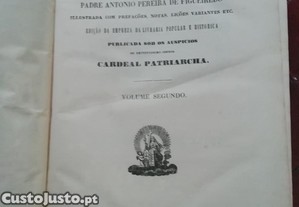 PADRE ANTONIO PEREIRA DE FIGUEIREDO
ILLUSTRADA COM PREFAÇÕES, NOTAS, LIÇÕES VARIANTES ETC.
EDIÇÃO DA EMPREZA DA LIVRARIA POPULAR E HISTORICA
PUBLICADA SOB OS AUSPICIOS
CARDEAL PATRIARCHA.
VOLUME SEGUNDO.
CustoJusto.pt